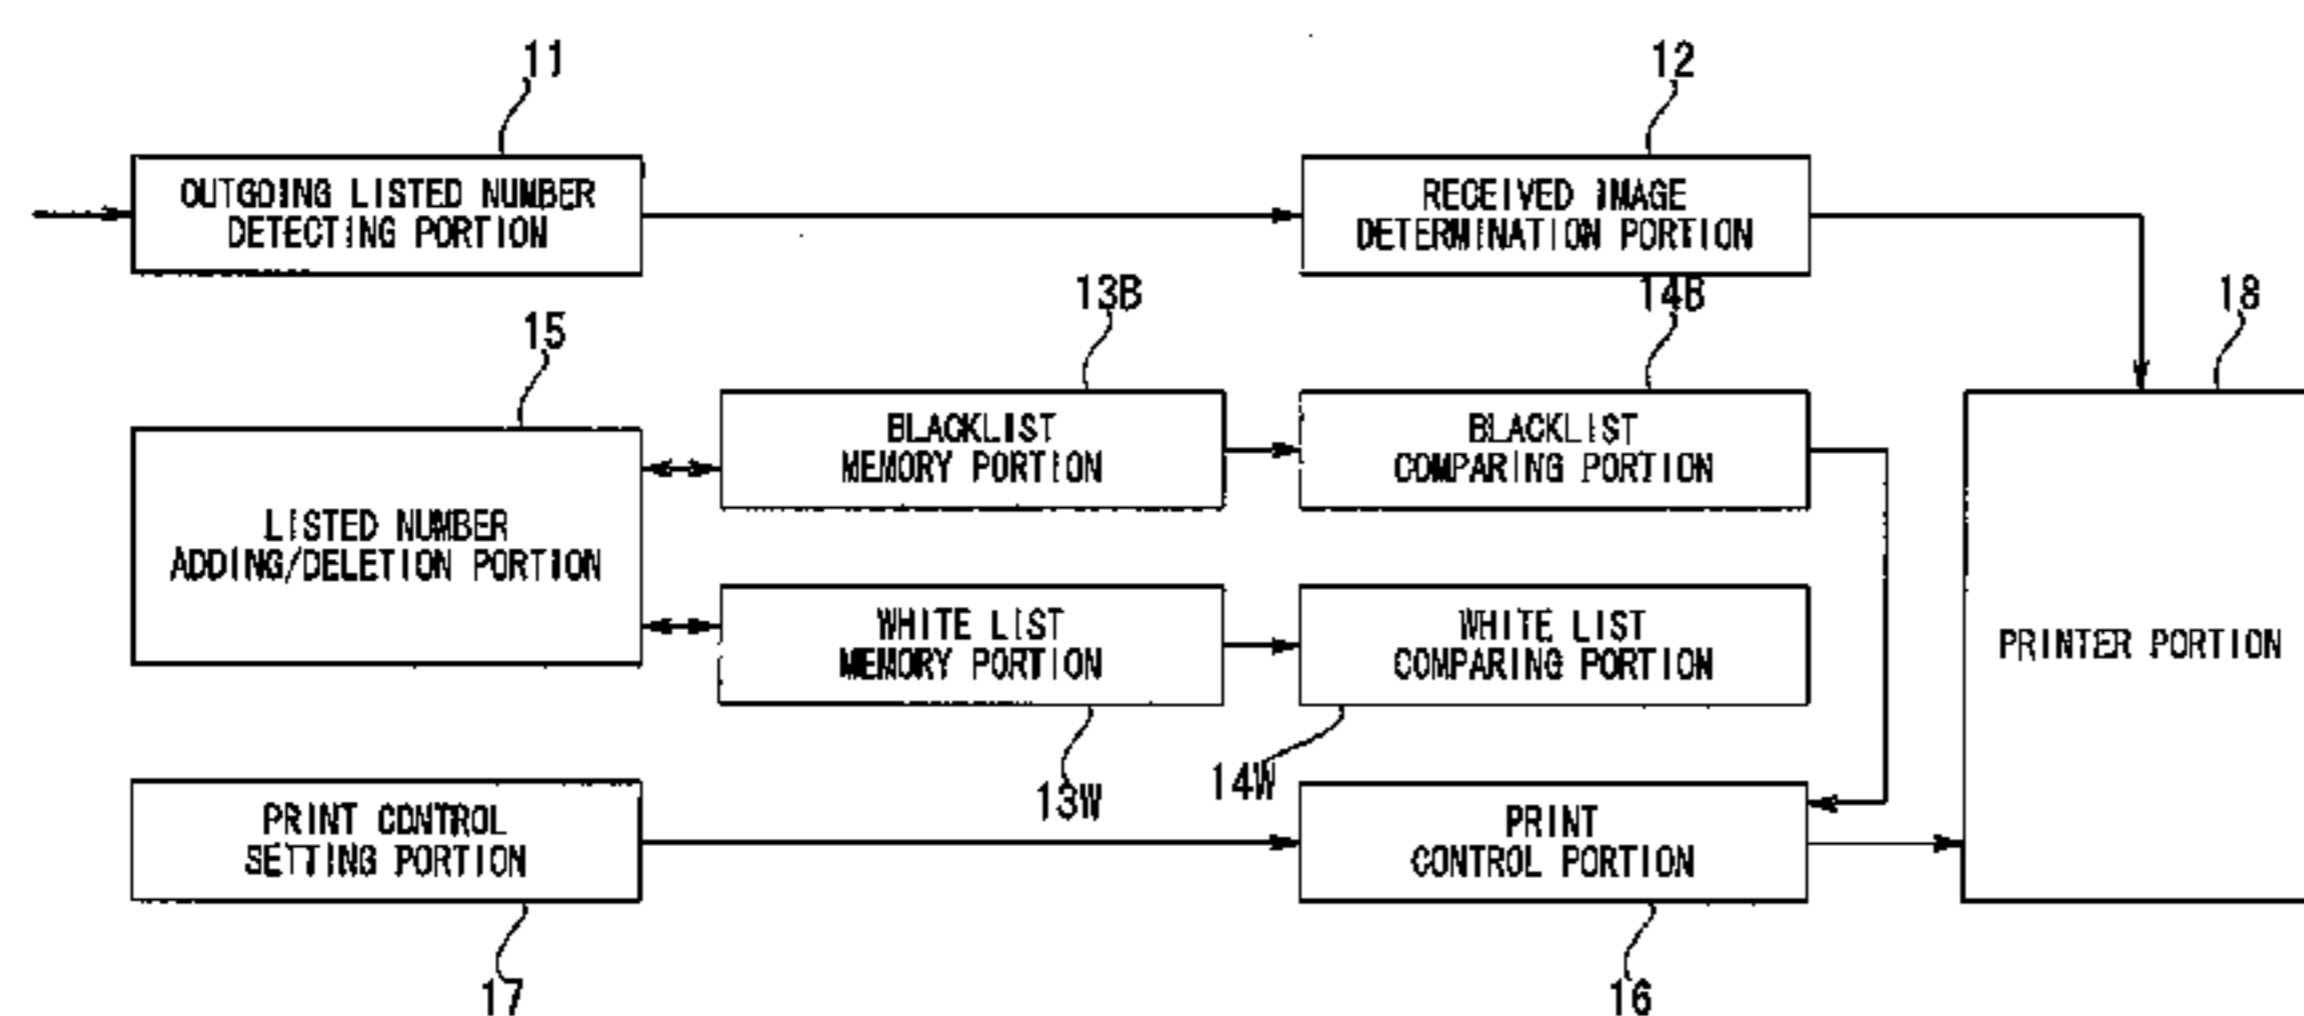 11
12
OUTGOING LISTED NUMBER
DETECTING PORTION
RECEIVED IMAGE
DETERMINATION PORTION
13B
14B
18
15
BLACKLIST
MEMORY PORTION
BLACKLIST
COMPARING PORTION
LISTED NUMBER
ADDING/DELETION PORTION
WHITE LIST
MEMORY PORTION
WHITE LIST
COMPARING PORTION
PRINTER PORTION
13W
14W
PRINT CONTROL
SETTING PORTION
PRINT
CONTROL PORTION
17
16